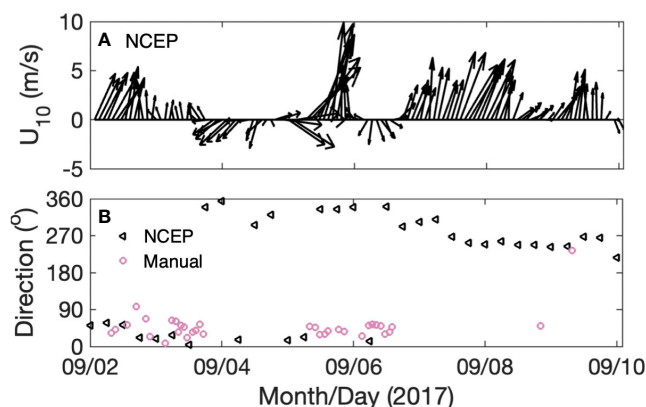 A NCEP
10
5
0
-5
U10 (m/s)
B
360
270
180
90
0
Direction (°)
NCEP
Manual
09/02 09/04 09/06 09/08 09/10
Month/Day (2017)